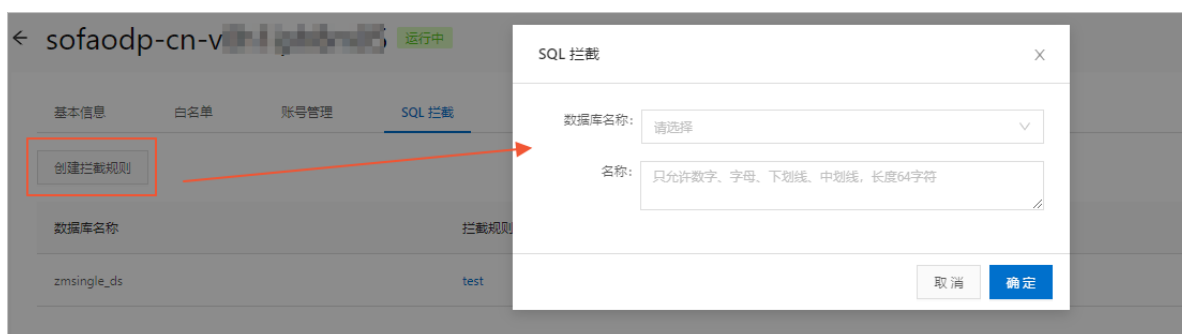 sofaodp-cn-v
运行中
SQL 拦截
基本信息 白名单 账号管理 SQL 拦截
数据库名称: 请选择
创建拦截规则
名称: 只允许数字、字母、下划线、中划线，长度64字符
数据库名称 拦截规则
zmsingle_ds test
取消 确定